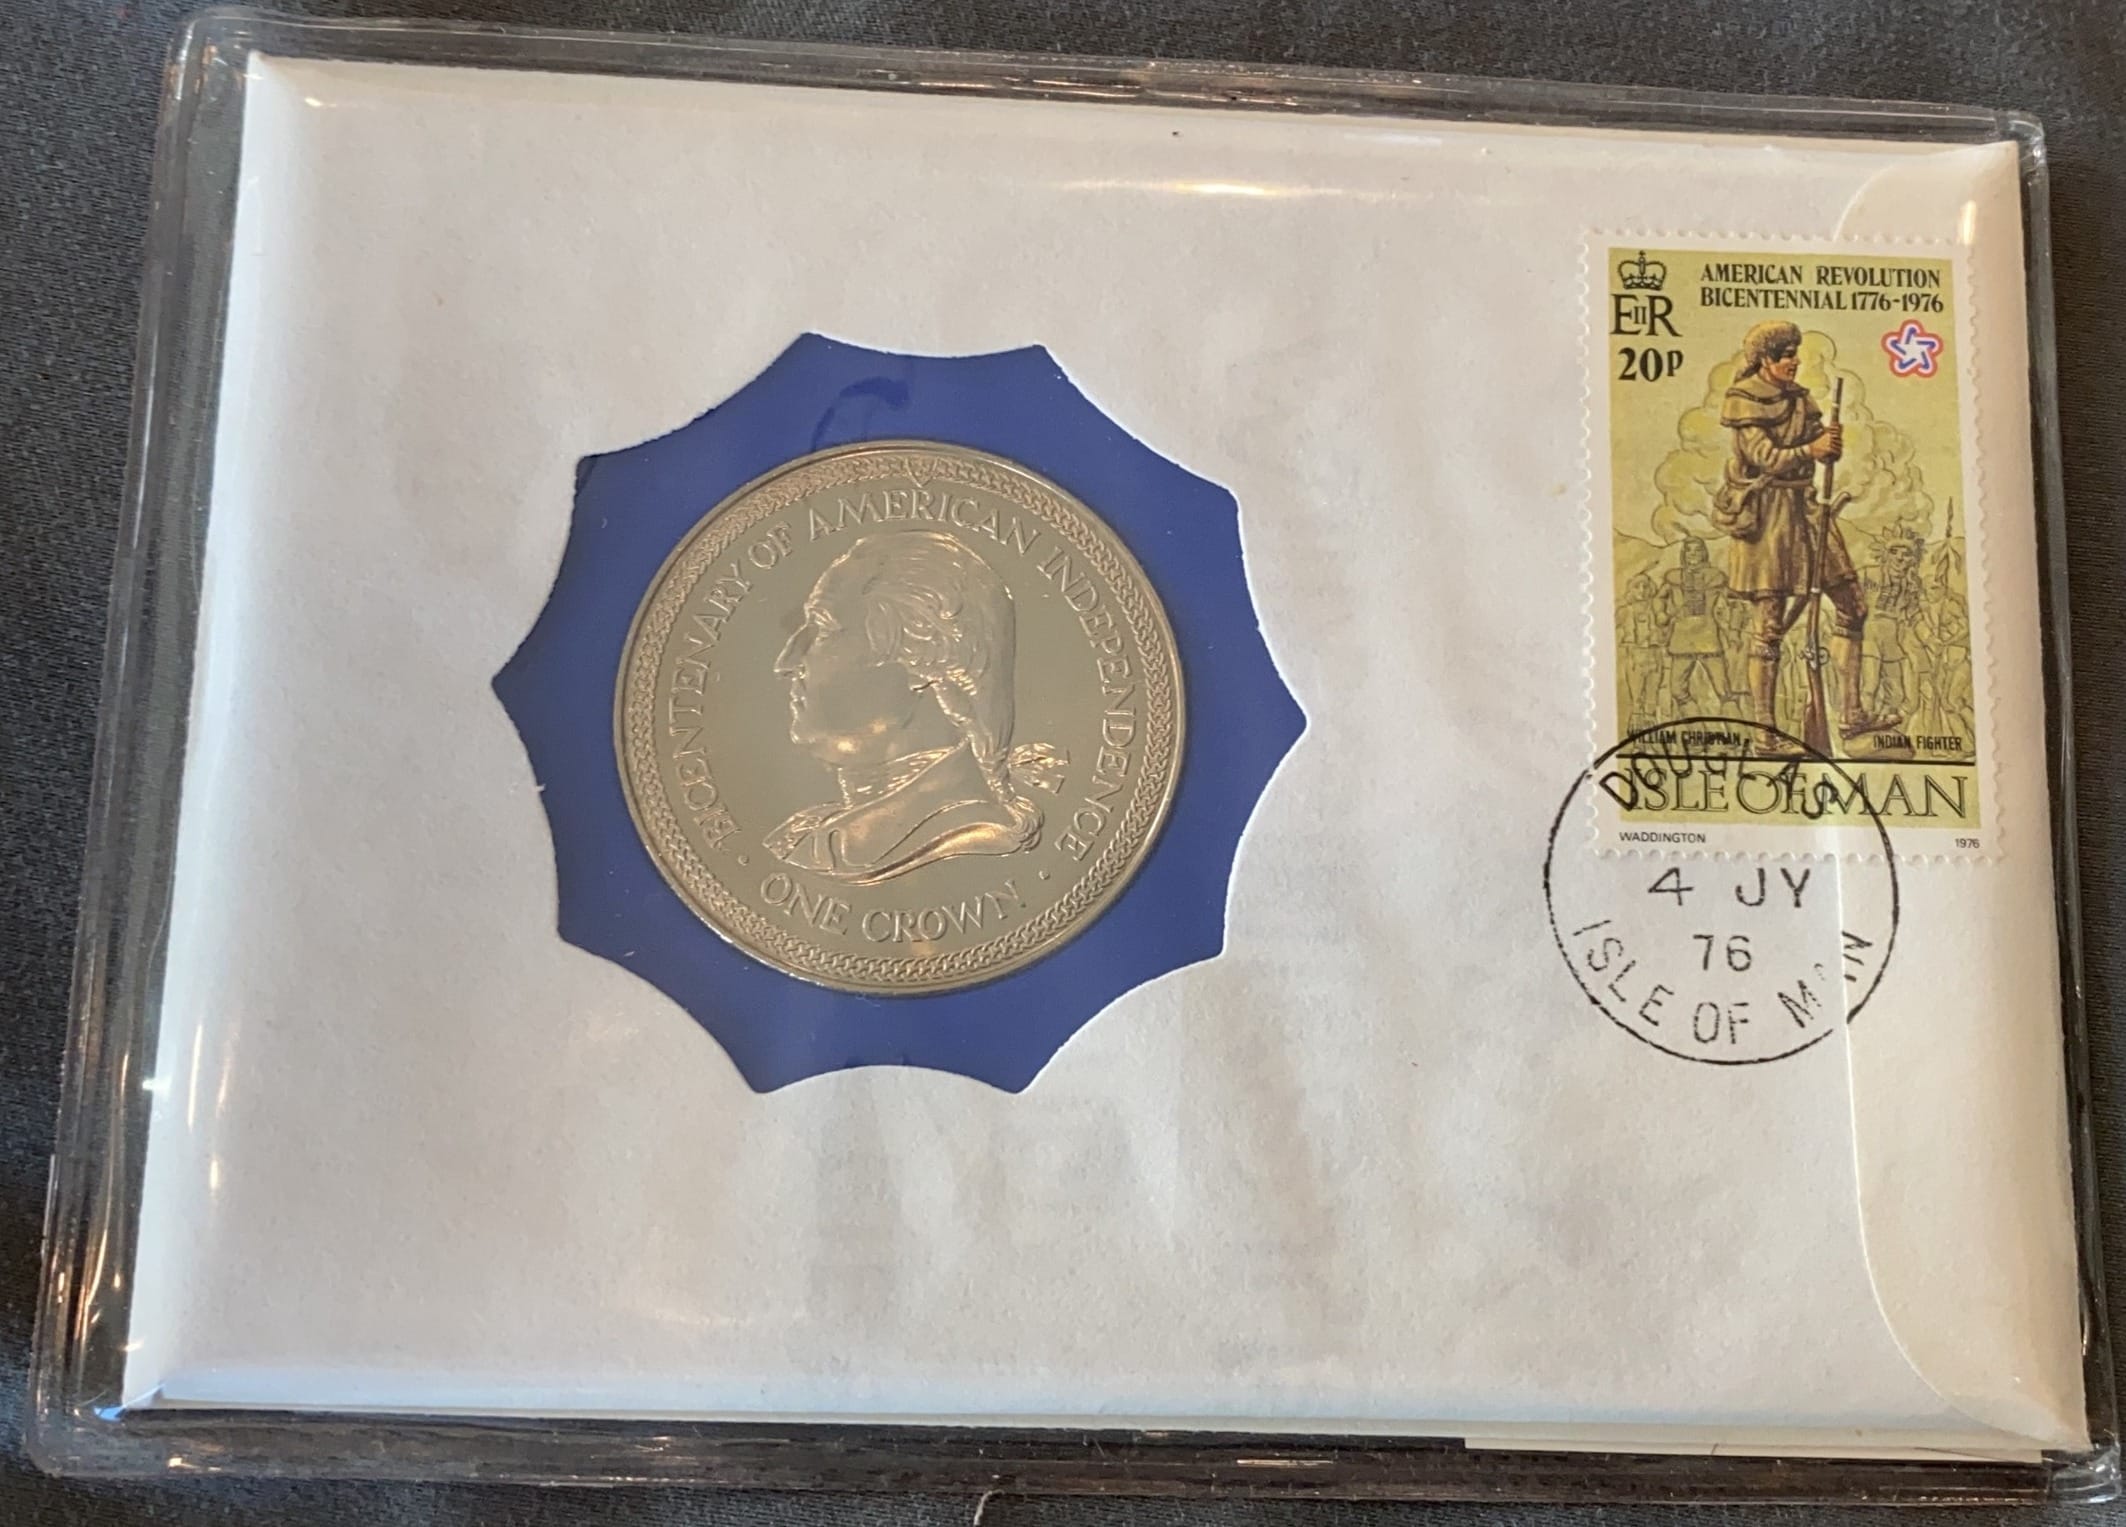 BICENTENARY OF AMERICAN INDEPENDENCE
· ONE CROWN ·
EIIR
20P
AMERICAN REVOLUTION
BICENTENNIAL 1776-1976
WILLIAM CHRISTIAN,
INDIAN FIGHTER
ISLE OF MAN
WADDINGTON
1976
DOUGLAS
4 JY
76
ISLE OF MAN